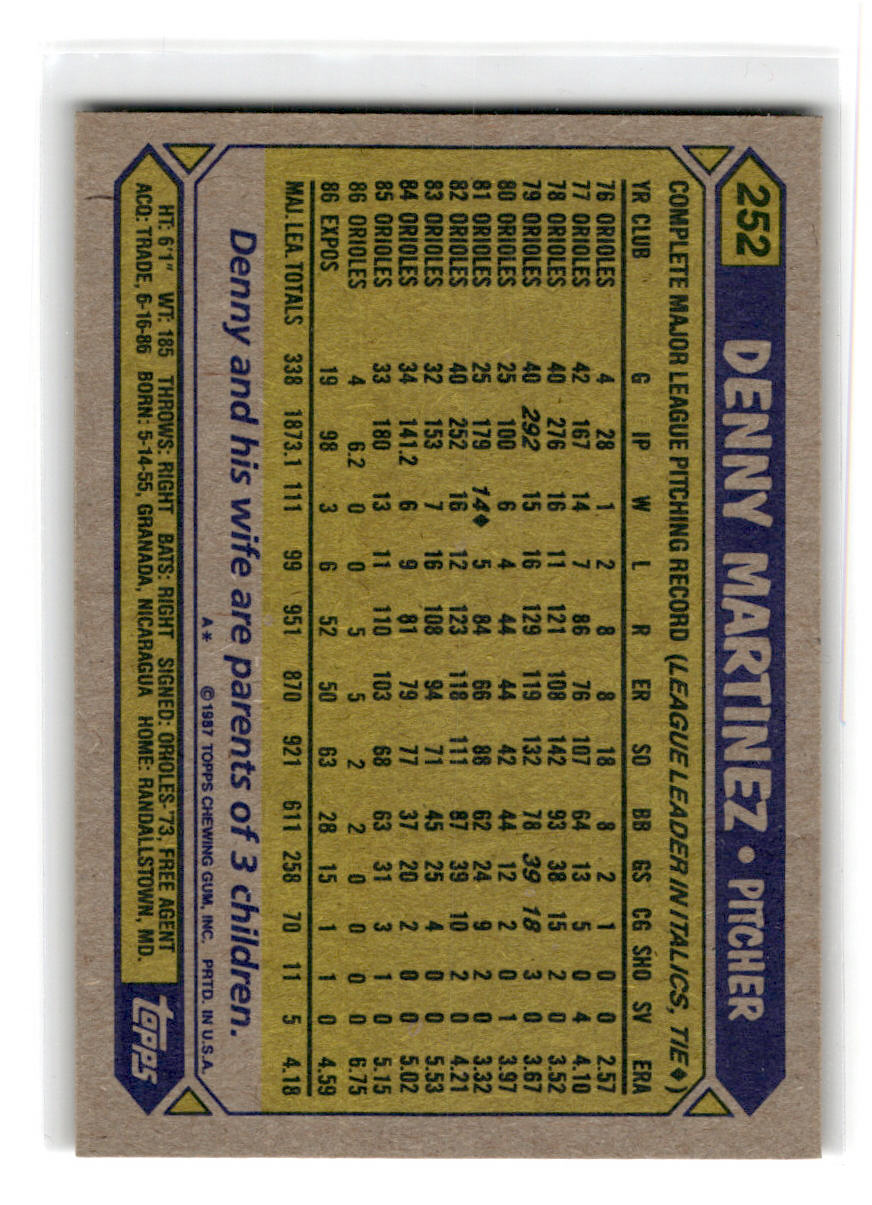 252 DENNY MARTINEZ • PITCHER
COMPLETE MAJOR LEAGUE PITCHING RECORD (LEAGUE LEADER IN ITALICS, TIE♦)
YR CLUB G IP W L R ER SO BB GS CG SHO SV ERA
76 ORIOLES 4 28 1 2 8 8 18 8 2 1 0 0 2.57
77 ORIOLES 42 167 14 7 86 76 107 64 13 5 0 4 4.10
78 ORIOLES 40 276 16 11 121 108 142 93 38 15 2 0 3.52
79 ORIOLES 40 292 15 16 129 119 132 78 39 18 3 0 3.67
80 ORIOLES 25 100 6 4 44 44 42 44 12 2 0 1 3.97
81 ORIOLES 25 179 14♦ 5 84 66 88 62 24 9 2 0 3.32
82 ORIOLES 40 252 16 12 123 118 111 87 39 10 2 0 4.21
83 ORIOLES 32 153 7 16 108 94 71 45 25 4 0 0 5.53
84 ORIOLES 34 141.2 6 9 81 79 77 37 20 2 0 0 5.02
85 ORIOLES 33 180 13 11 110 103 68 63 31 3 1 0 5.15
86 ORIOLES 4 6.2 0 0 5 5 2 2 0 0 0 0 6.75
86 EXPOS 19 98 3 6 52 50 63 28 15 1 1 0 4.59
MAJ. LEA. TOTALS 338 1873.1 111 99 951 870 921 611 258 70 11 5 4.18
Denny and his wife are parents of 3 children.
A* ©1987 TOPPS CHEWING GUM, INC. PRTD. IN U.S.A.
HT: 6'1" WT: 185 THROWS: RIGHT BATS: RIGHT SIGNED: ORIOLES-'73, FREE AGENT
ACQ: TRADE, 6-16-86 BORN: 5-14-55, GRANADA, NICARAGUA HOME: RANDALLSTOWN, MD.
TOPPS